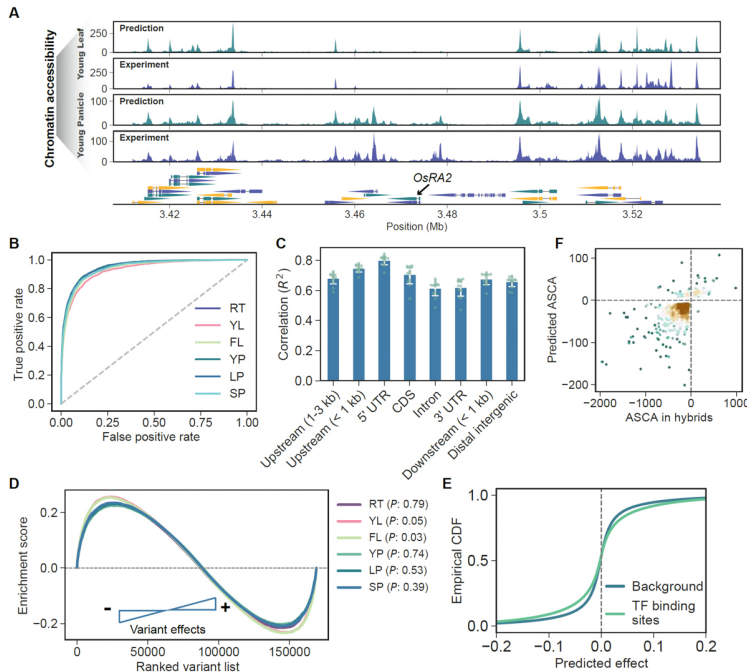 A
Chromatin accessibility
Young Leaf
Young Panicle
Prediction
250
0
Experiment
250
0
Prediction
100
0
Experiment
100
0
OsRA2
3.42 3.44 3.46 3.48 3.5 3.52
Position (Mb)
B
True positive rate
1.0
0.8
0.6
0.4
0.2
0.0
0.00 0.25 0.50 0.75 1.00
False positive rate
RT
YL
FL
YP
LP
SP
C
Correlation (R²)
0.8
0.6
0.4
0.2
0.0
Upstream (1-3 kb)
Upstream (< 1 kb)
5' UTR
CDS
Intron
3' UTR
Downstream (< 1 kb)
Distal intergenic
F
Predicted ASCA
100
0
−100
−200
−2000 −1000 0 1000
ASCA in hybrids
D
Enrichment score
0.2
0.0
−0.2
- +
Variant effects
0 50000 100000 150000
Ranked variant list
RT (P: 0.79)
YL (P: 0.05)
FL (P: 0.03)
YP (P: 0.74)
LP (P: 0.53)
SP (P: 0.39)
E
Empirical CDF
1.0
0.5
0.0
Background
TF binding
sites
−0.2 −0.1 0.0 0.1 0.2
Predicted effect